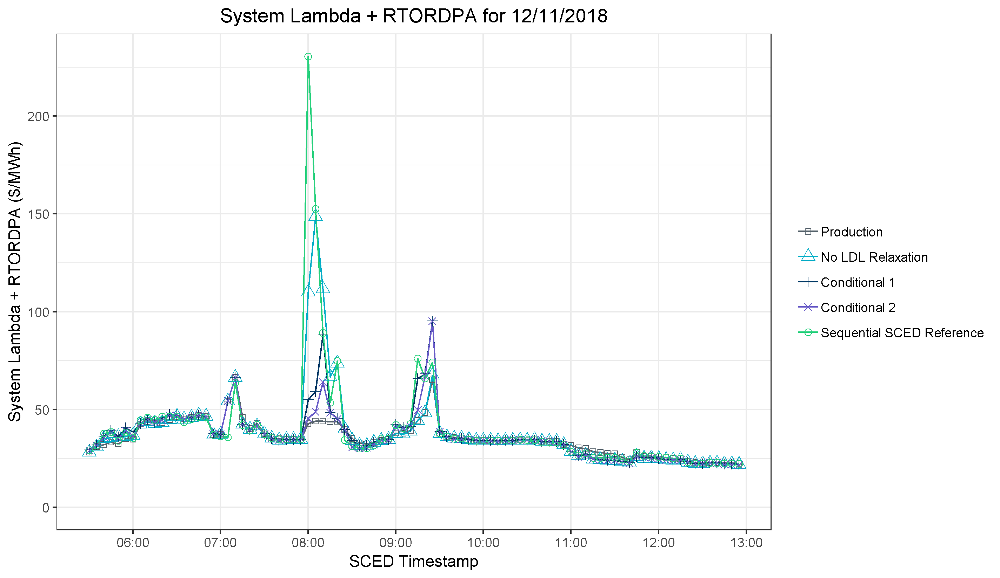 System Lambda + RTORDPA for 12/11/2018
System Lambda + RTORDPA ($/MWh)
200
150
100
50
0
06:00 07:00 08:00 09:00 10:00 11:00 12:00 13:00
SCED Timestamp
Production
No LDL Relaxation
Conditional 1
Conditional 2
Sequential SCED Reference